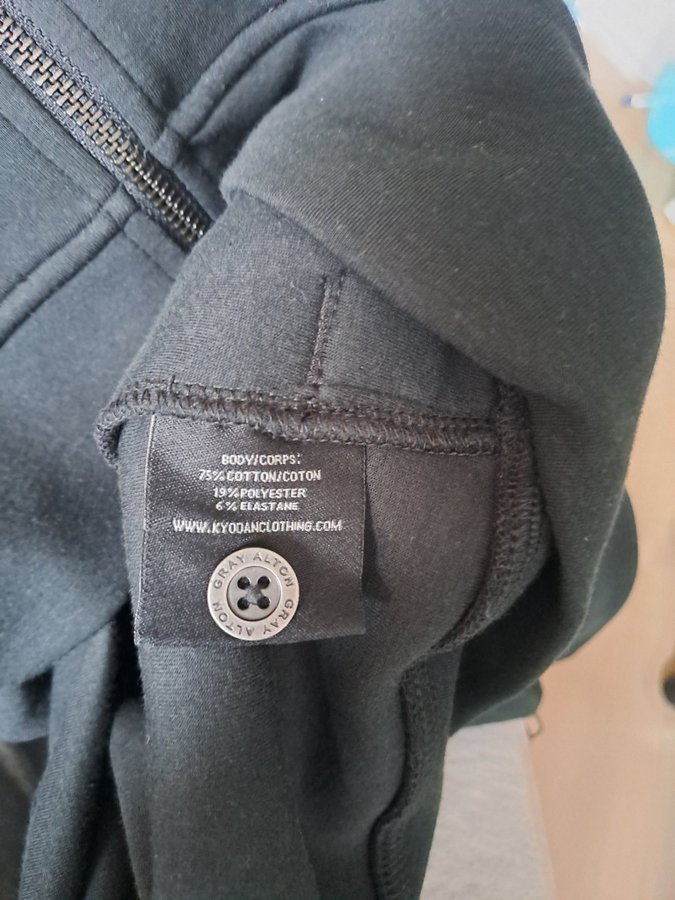 BODY/CORPS:
75% COTTON/COTON
19% POLYESTER
6% ELASTANE
WWW.KYODANCLOTHING.COM
GRAY ALTON GRAY ALTON